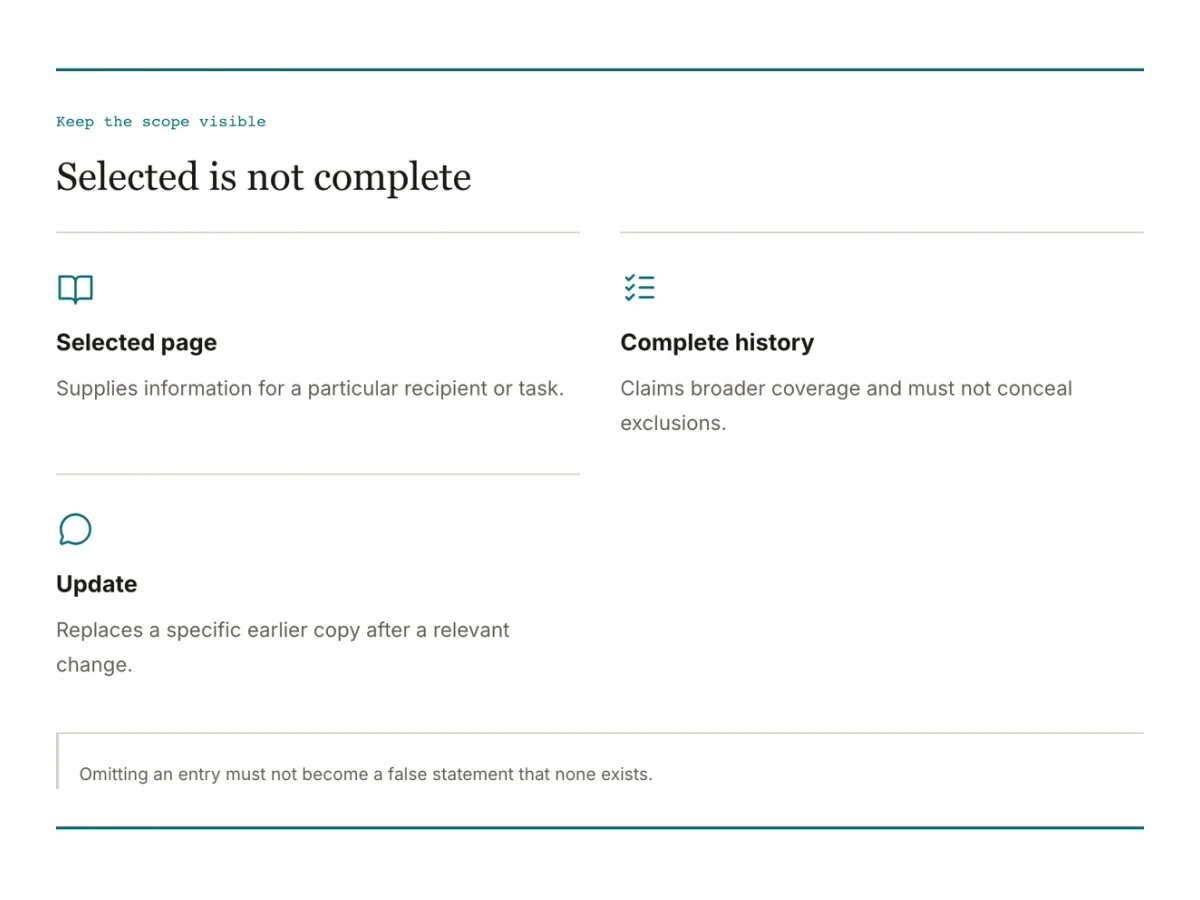 Keep the scope visible
Selected is not complete
Selected page
Supplies information for a particular recipient or task.
Complete history
Claims broader coverage and must not conceal
exclusions.
Update
Replaces a specific earlier copy after a relevant
change.
Omitting an entry must not become a false statement that none exists.